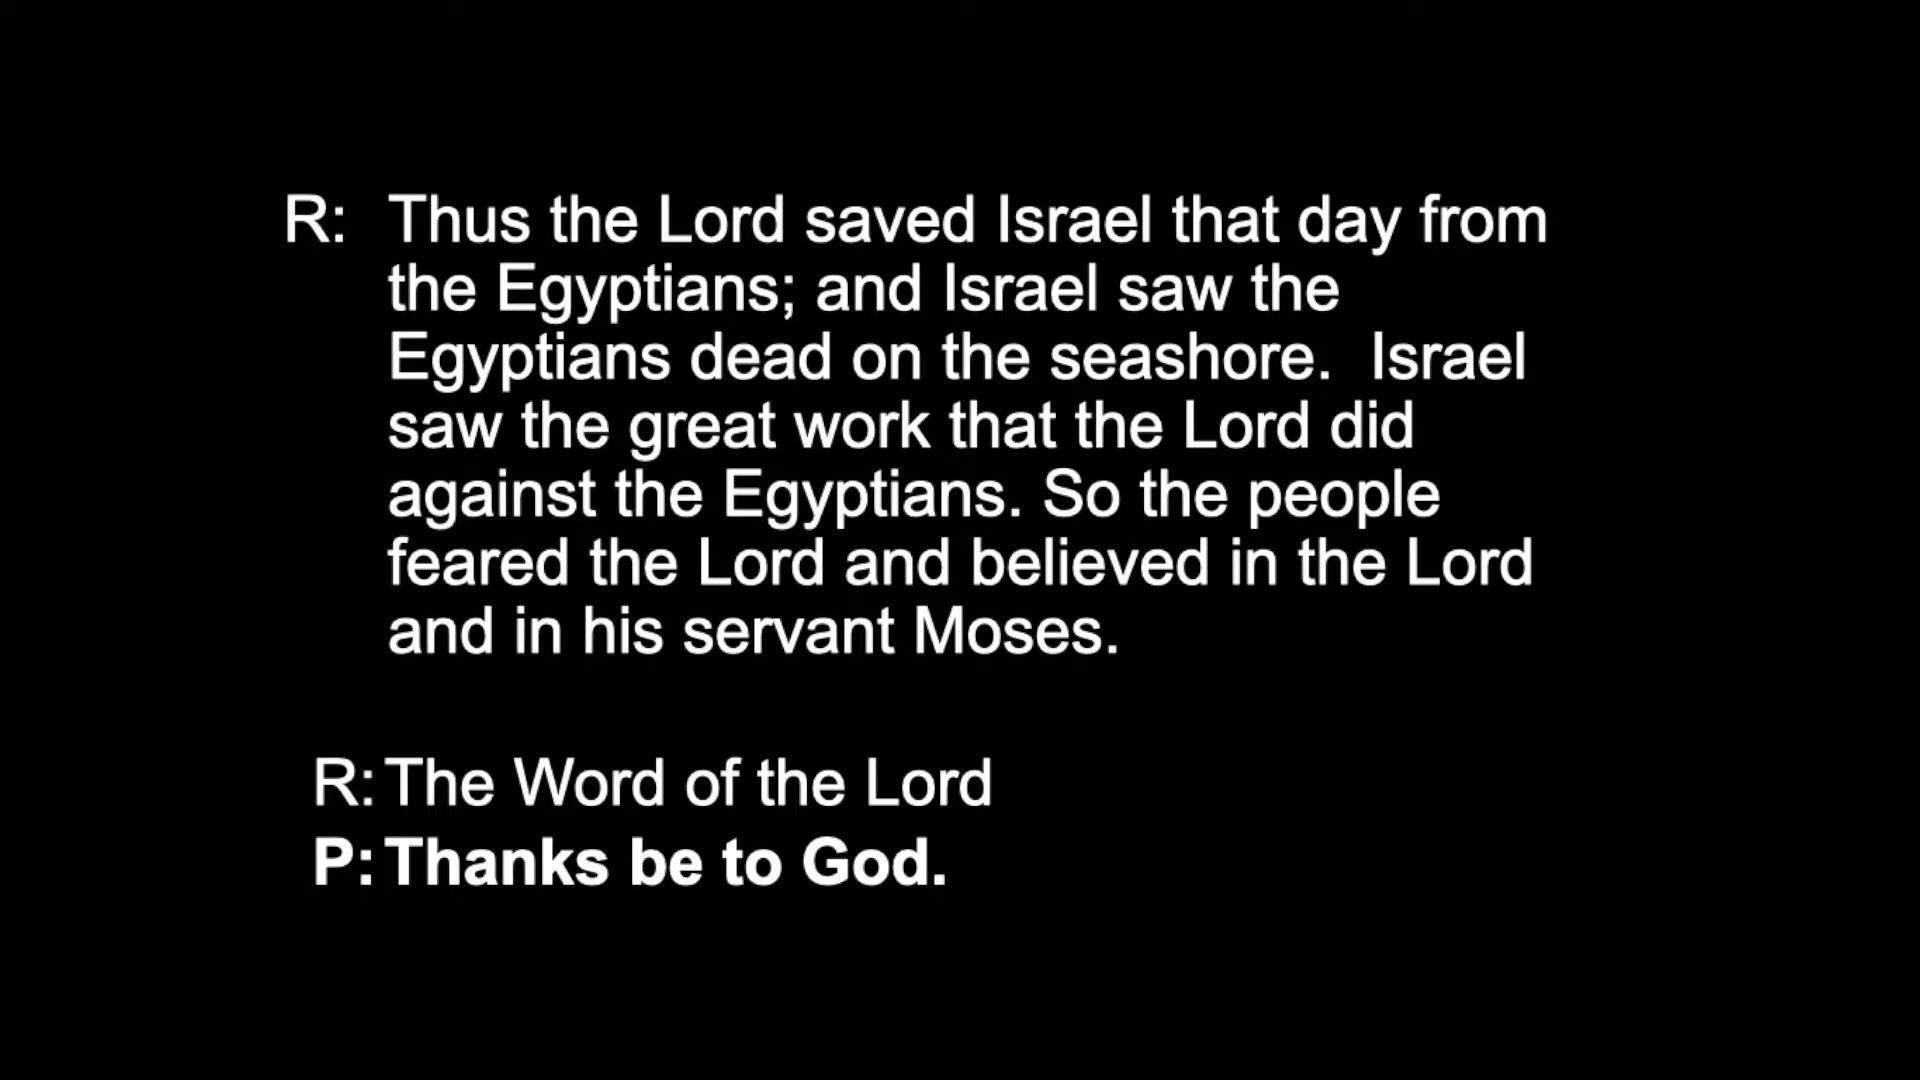 R: Thus the Lord saved Israel that day from
the Egyptians; and Israel saw the
Egyptians dead on the seashore.  Israel
saw the great work that the Lord did
against the Egyptians. So the people
feared the Lord and believed in the Lord
and in his servant Moses.
R: The Word of the Lord
P: Thanks be to God.